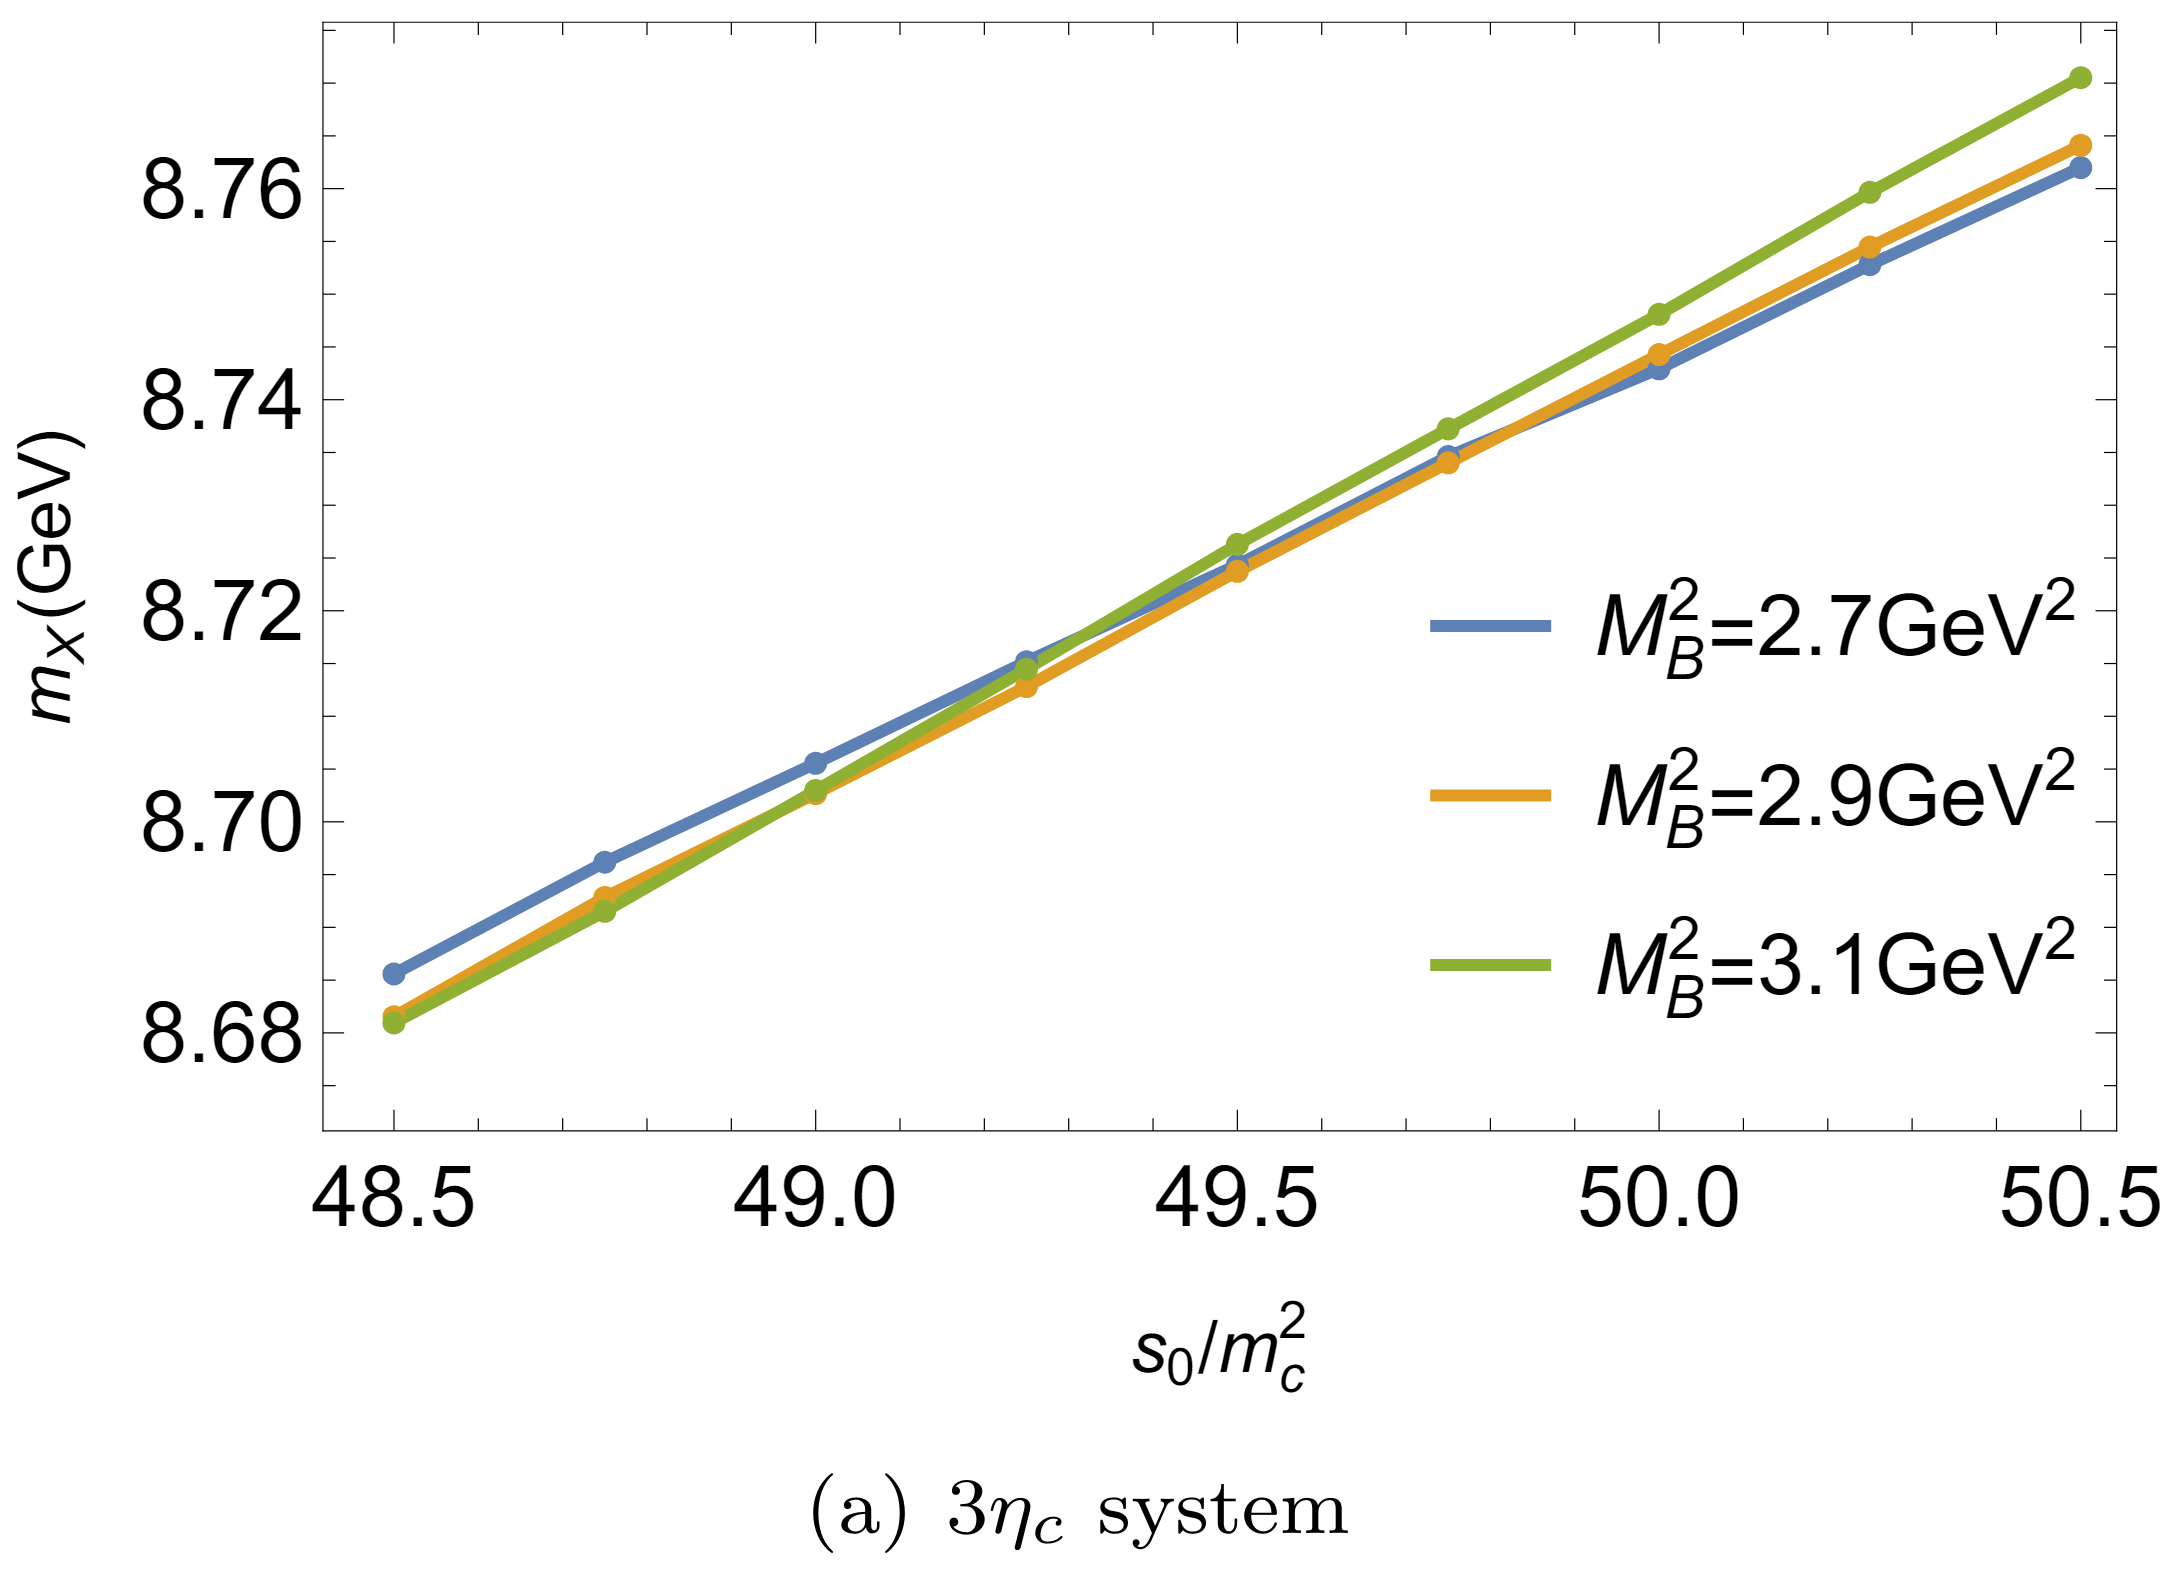 m_X(GeV)
8.76
8.74
8.72
8.70
8.68
M_B^2=2.7GeV^2
M_B^2=2.9GeV^2
M_B^2=3.1GeV^2
48.5 49.0 49.5 50.0 50.5
s_0/m_c^2
(a) 3η_c system